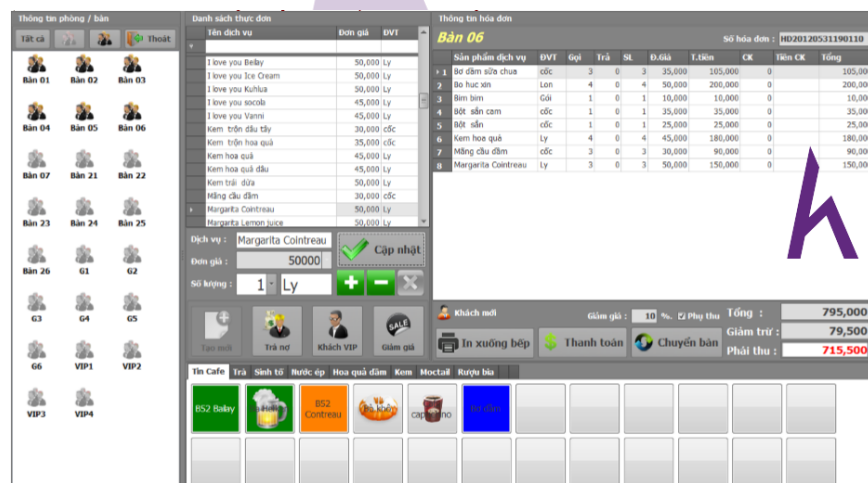 Thông tin phòng / bàn
Tất cả Thoát
Bàn 01 Bàn 02 Bàn 03
Bàn 04 Bàn 05 Bàn 06
Bàn 07 Bàn 21 Bàn 22
Bàn 23 Bàn 24 Bàn 25
Bàn 26 G1 G2
G3 G4 G5
G6 VIP1 VIP2
VIP3 VIP4
Danh sách thực đơn
Tên dịch vụ Đơn giá ĐVT
I love you Belay 50,000 Ly
I love you Ice Cream 50,000 Ly
I love you Kuhlua 50,000 Ly
I love you socola 45,000 Ly
I love you Vanni 45,000 Ly
Kem trộn dâu tây 30,000 cốc
Kem trộn hoa quả 35,000 cốc
Kem hoa quả 45,000 Ly
Kem hoa quả dâu 45,000 Ly
Kem trái dừa 50,000 Ly
Mãng cầu dầm 30,000 cốc
Margarita Cointreau 50,000 Ly
Margarita Lemon juice 50,000 Ly
Dịch vụ : Margarita Cointreau
Đơn giá : 50000
Cập nhật
Số lượng : 1 Ly
Tạo mới Trả nợ Khách VIP SALE Giảm giá
Thông tin hóa đơn
Bàn 06 Số hóa đơn : HD20120531190110
Sản phẩm dịch vụ ĐVT Gọi Trả SL Đ.Giá T.tiền CK Tiền CK Tổng
1 Bơ dầm sữa chua cốc 3 0 3 35,000 105,000 0 105,00
2 Bo huc xin Lon 4 0 4 50,000 200,000 0 200,00
3 Bim bim Gói 1 0 1 10,000 10,000 0 10,00
4 Bột sắn cam cốc 1 0 1 35,000 35,000 0 35,00
5 Bột sắn cốc 1 0 1 25,000 25,000 0 25,00
6 Kem hoa quả Ly 4 0 4 45,000 180,000 0 180,00
7 Mãng cầu dầm cốc 3 0 3 30,000 90,000 0 90,00
8 Margarita Cointreau Ly 3 0 3 50,000 150,000 0 150,00
Khách mới Giảm giá : 10 %. Phụ thu
Tổng : 795,000
Giảm trừ : 79,500
Phải thu : 715,500
In xuống bếp Thanh toán Chuyển bàn
Tin Cafe Trà Sinh tố Nước ép Hoa quả dầm Kem Moctail Rượu bia
B52 Balay B52 Contreau Bơ dầm